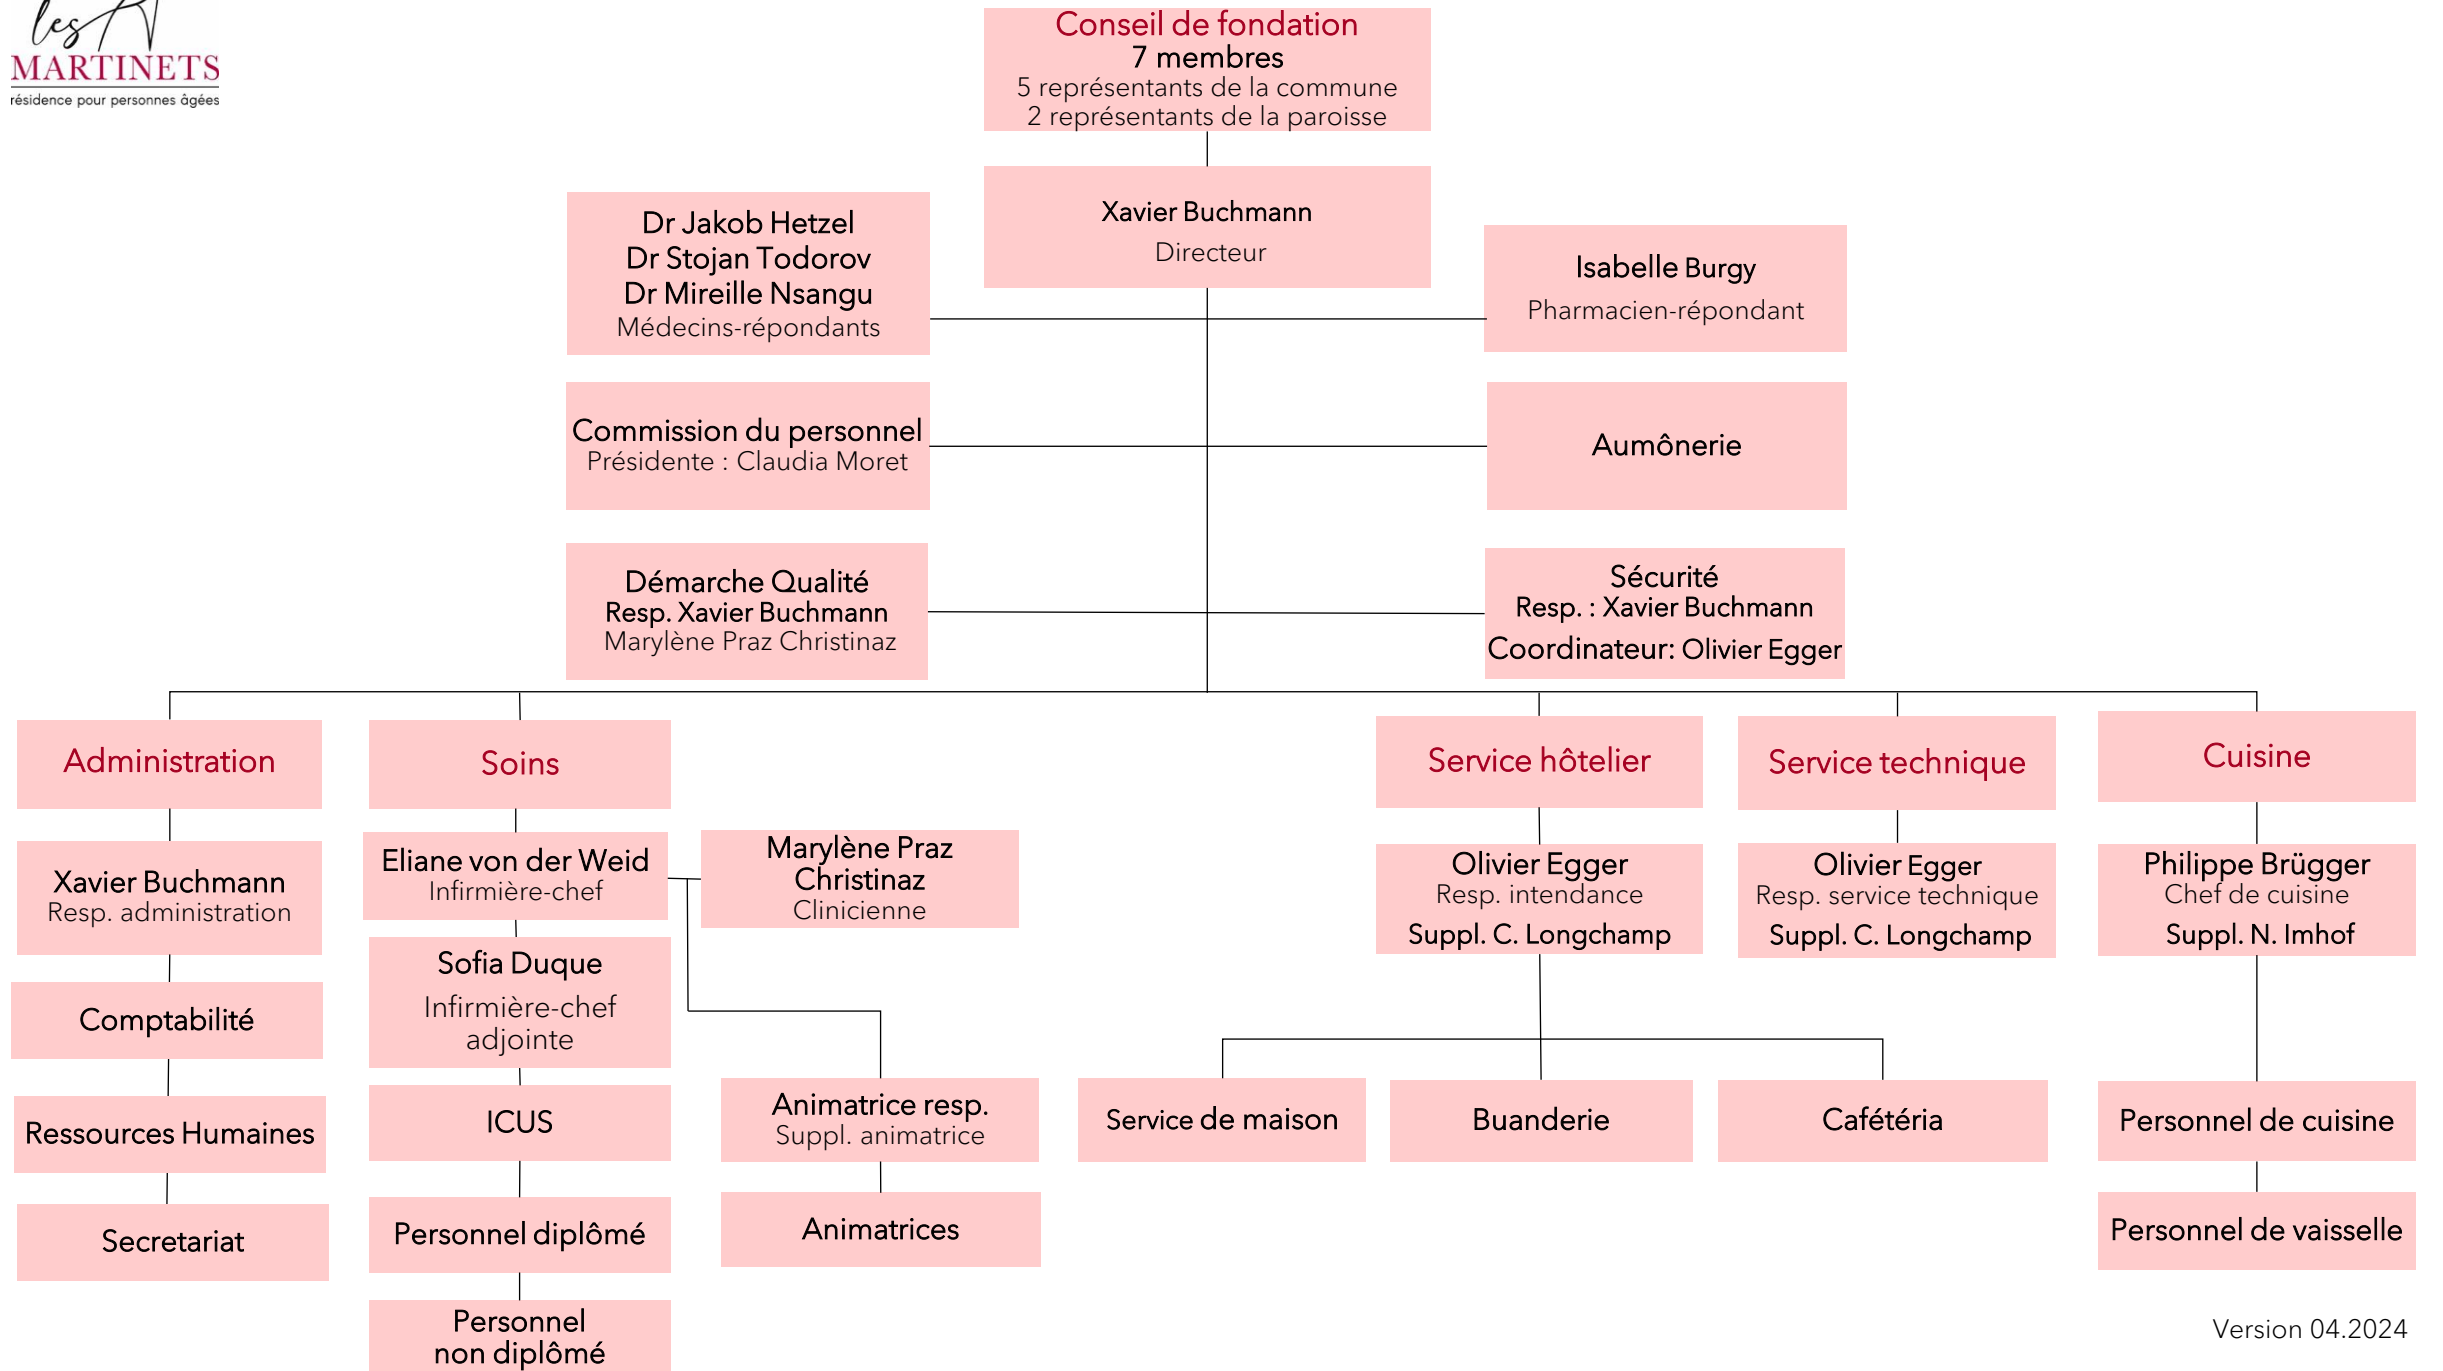 les
MARTINETS
résidence pour personnes âgées
Conseil de fondation
7 membres
5 représentants de la commune
2 représentants de la paroisse
Xavier Buchmann
Directeur
Dr Jakob Hetzel
Dr Stojan Todorov
Dr Mireille Nsangu
Médecins-répondants
Isabelle Burgy
Pharmacien-répondant
Commission du personnel
Présidente : Claudia Moret
Aumônerie
Démarche Qualité
Resp. Xavier Buchmann
Marylène Praz Christinaz
Sécurité
Resp. : Xavier Buchmann
Coordinateur: Olivier Egger
Administration
Xavier Buchmann
Resp. administration
Comptabilité
Ressources Humaines
Secretariat
Soins
Eliane von der Weid
Infirmière-chef
Marylène Praz
Christinaz
Clinicienne
Sofia Duque
Infirmière-chef
adjointe
ICUS
Personnel diplômé
Personnel
non diplômé
Animatrice resp.
Suppl. animatrice
Animatrices
Service hôtelier
Olivier Egger
Resp. intendance
Suppl. C. Longchamp
Service de maison
Buanderie
Cafétéria
Service technique
Olivier Egger
Resp. service technique
Suppl. C. Longchamp
Cuisine
Philippe Brügger
Chef de cuisine
Suppl. N. Imhof
Personnel de cuisine
Personnel de vaisselle
Version 04.2024